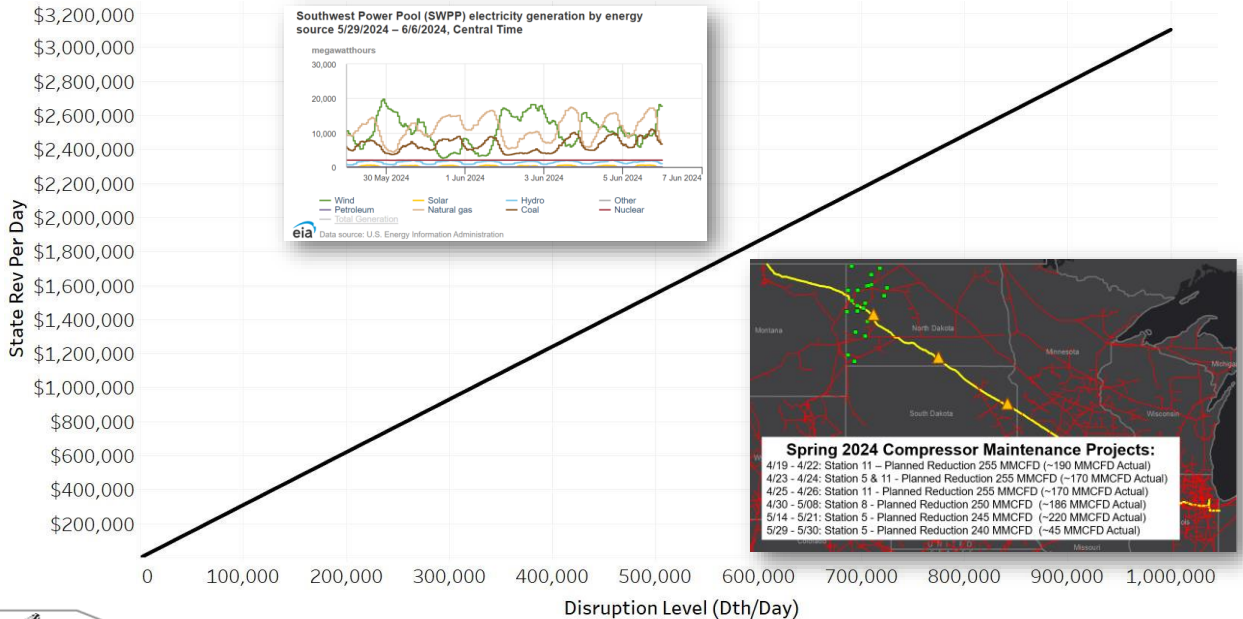 $3,200,000
$3,000,000
$2,800,000
$2,600,000
$2,400,000
$2,200,000
$2,000,000
$1,800,000
$1,600,000
$1,400,000
$1,200,000
$1,000,000
$800,000
$600,000
$400,000
$200,000
State Rev Per Day
Southwest Power Pool (SWPP) electricity generation by energy
source 5/29/2024 – 6/6/2024, Central Time
megawatthours
30,000
20,000
10,000
0
30 May 2024 1 Jun 2024 3 Jun 2024 5 Jun 2024 7 Jun 2024
Wind Solar Hydro Other
Petroleum Natural gas Coal Nuclear
Total Generation
eia Data source: U.S. Energy Information Administration
Montana
North Dakota
Minnesota
South Dakota
Wisconsin
Spring 2024 Compressor Maintenance Projects:
4/19 - 4/22: Station 11 – Planned Reduction 255 MMCFD (~190 MMCFD Actual)
4/23 - 4/24: Station 5 & 11 - Planned Reduction 255 MMCFD (~170 MMCFD Actual)
4/25 - 4/26: Station 11 - Planned Reduction 255 MMCFD (~170 MMCFD Actual)
4/30 - 5/08: Station 8 - Planned Reduction 250 MMCFD (~186 MMCFD Actual)
5/14 - 5/21: Station 5 - Planned Reduction 245 MMCFD (~220 MMCFD Actual)
5/29 - 5/30: Station 5 - Planned Reduction 240 MMCFD (~45 MMCFD Actual)
Missouri
0 100,000 200,000 300,000 400,000 500,000 600,000 700,000 800,000 900,000 1,000,000
Disruption Level (Dth/Day)